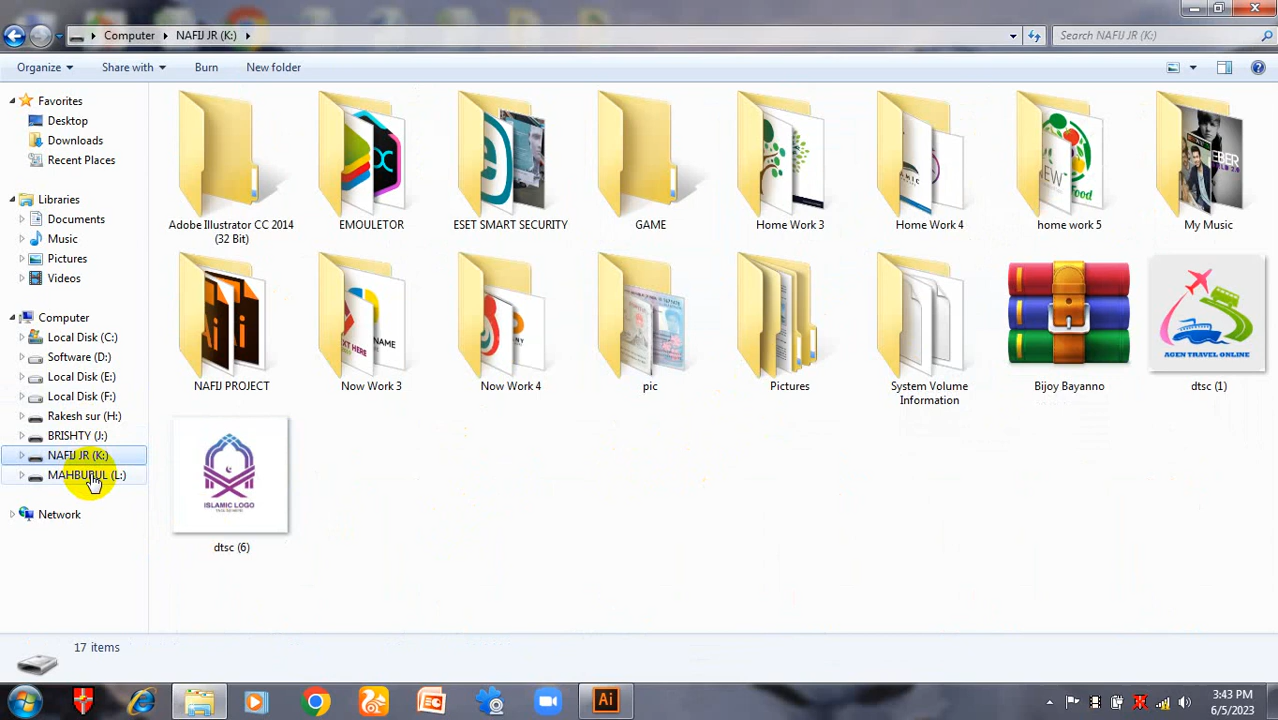 Computer NAFIJ JR (K:)
Search NAFIJ JR (K:)
Organize Share with Burn New folder
Favorites
Desktop
Downloads
Recent Places
Libraries
Documents
Music
Pictures
Videos
Computer
Local Disk (C:)
Software (D:)
Local Disk (E:)
Local Disk (F:)
Rakesh sur (H:)
BRISHTY (J:)
NAFIJ JR (K:)
MAHBUBUL (L:)
Network
Adobe Illustrator CC 2014
(32 Bit)
EMOULETOR
ESET SMART SECURITY
GAME
Home Work 3
Home Work 4
home work 5
My Music
NAFIJ PROJECT
Now Work 3
Now Work 4
pic
Pictures
System Volume
Information
Bijoy Bayanno
AGEN TRAVEL ONLINE
dtsc (1)
ISLAMIC LOGO
dtsc (6)
17 items
Ai
3:43 PM
6/5/2023